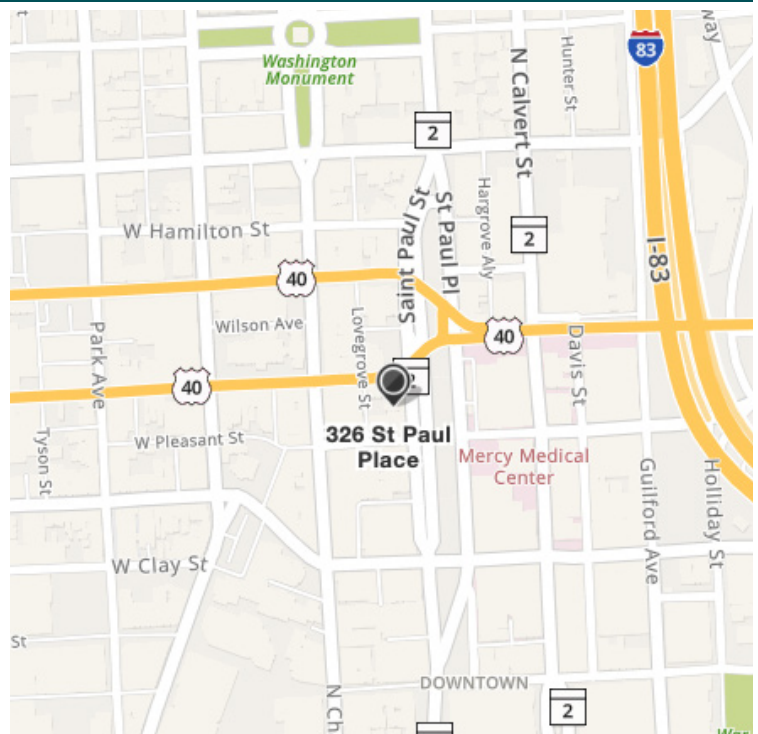 Washington
Monument
2
N Calvert St
Hunter St
83
way
W Hamilton St
Saint Paul St
St Paul Pl
Hargrove Aly
2
I-83
40
Wilson Ave
Lovegrove St
40
Davis St
Park Ave
40
2
326 St Paul
Place
Tyson St
W Pleasant St
Mercy Medical
Center
Guilford Ave
Holliday St
W Clay St
St
N Ch
DOWNTOWN
2